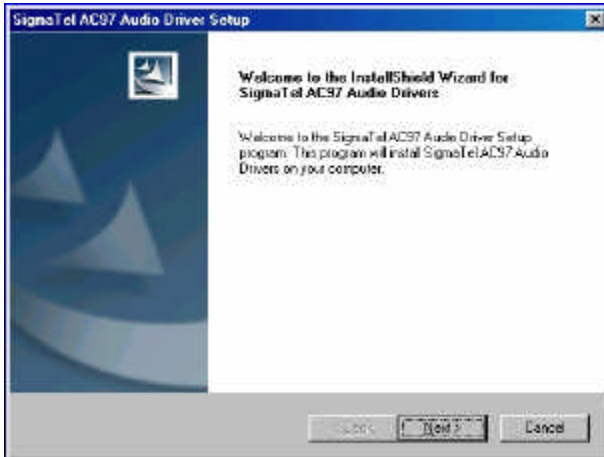 SigmaTel AC97 Audio Driver Setup
Welcome to the InstallShield Wizard for
SigmaTel AC97 Audio Drivers
Welcome to the SigmaTel AC97 Audio Driver Setup
program. This program will install SigmaTel AC97 Audio
Drivers on your computer.
< Back
Next >
Cancel